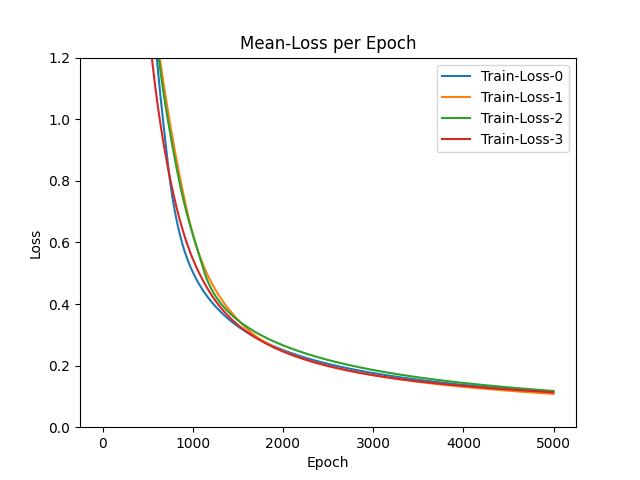 Mean-Loss per Epoch
Train-Loss-0
Train-Loss-1
Train-Loss-2
Train-Loss-3
Loss
1.2
1.0
0.8
0.6
0.4
0.2
0.0
0 1000 2000 3000 4000 5000
Epoch